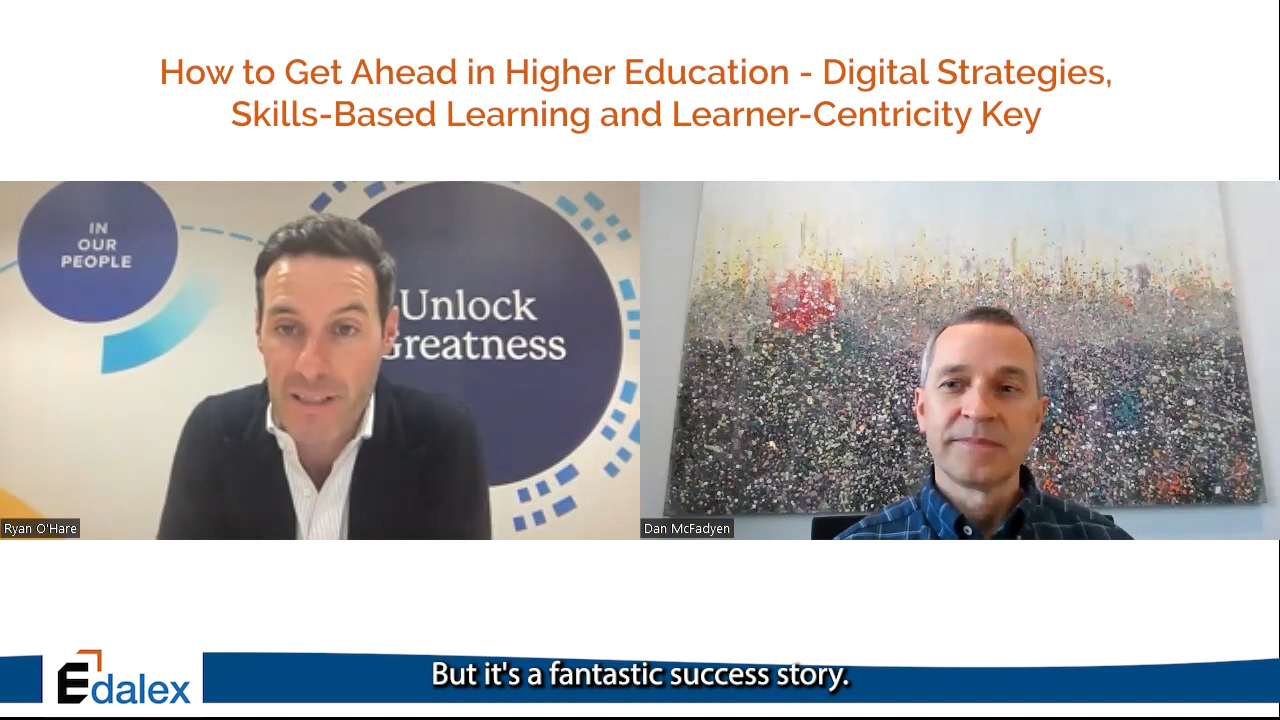 How to Get Ahead in Higher Education - Digital Strategies,
Skills-Based Learning and Learner-Centricity Key
IN
OUR
PEOPLE
Unlock
Greatness
Ryan O'Hare
Dan McFadyen
Edalex
But it's a fantastic success story.